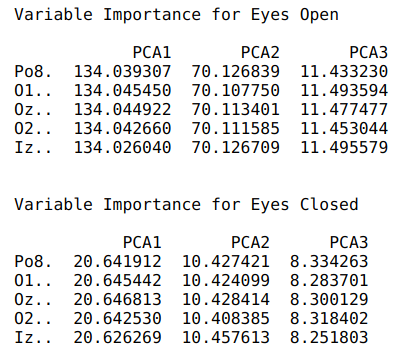 Variable Importance for Eyes Open
PCA1 PCA2 PCA3
Po8. 134.039307 70.126839 11.433230
O1.. 134.045450 70.107750 11.493594
Oz.. 134.044922 70.113401 11.477477
O2.. 134.042660 70.111585 11.453044
Iz.. 134.026040 70.126709 11.495579
Variable Importance for Eyes Closed
PCA1 PCA2 PCA3
Po8. 20.641912 10.427421 8.334263
O1.. 20.645442 10.424099 8.283701
Oz.. 20.646813 10.428414 8.300129
O2.. 20.642530 10.408385 8.318402
Iz.. 20.626269 10.457613 8.251803